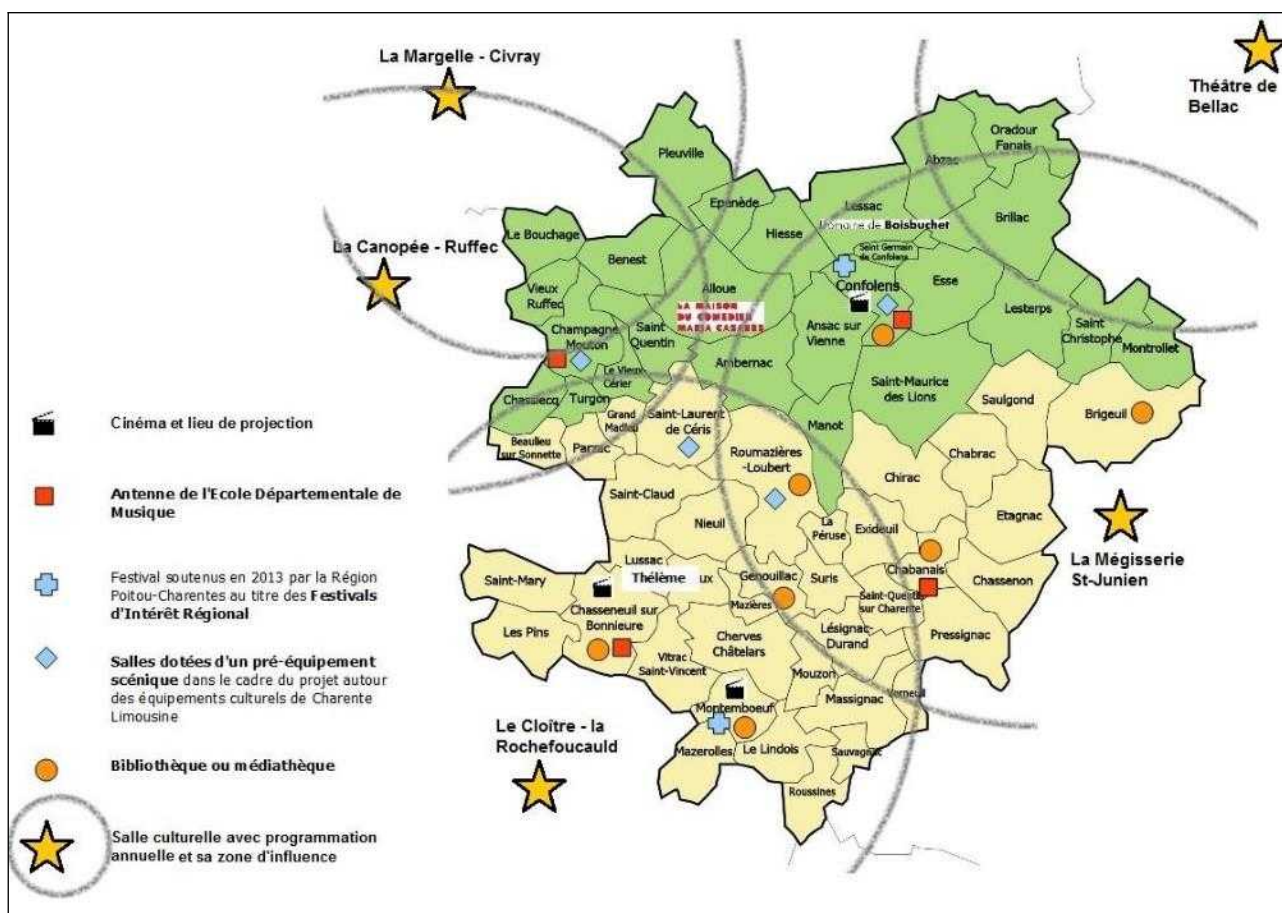 La Margelle - Civray
Théâtre de
Bellac
La Canopée - Ruffec
Pleuville
Oradour
Fanais
Abzac
Epenède
Lessac
Brillac
Hiesse
Domaine de Boisbuchet
Le Bouchage
Benest
Saint Germain
de Confolens
Alloue
Confolens
Esse
Vieux
Ruffec
LA MAISON
DU COMEDIEN
MARIA CASARES
Lesterps
Champagne
Mouton
Saint
Quentin
Ansac sur
Vienne
Saint
Christophe
Montrollet
Ambernac
Le Vieux
Cérier
Saint-Maurice
des Lions
Chassiecq
Turgon
Saulgond
Brigeuil
Grand
Madieu
Saint-Laurent
de Céris
Manot
Beaulieu
sur Sonnette
Parzac
Roumazières
-Loubert
Chabrac
Chirac
Saint-Claud
Nieuil
La
Péruse
Exideuil
Etagnac
La Mégisserie
St-Junien
Lussac
Thélème
ux
Genouillac
Suris
Chabanais
Chassenon
Saint-Mary
Mazières
Saint-Quentin
sur Charente
Chasseneuil sur
Bonnieure
Les Pins
Cherves
Châtelars
Lésignac-
Durand
Pressignac
Vitrac
Saint-Vincent
Mouzon
Massignac
Verneuil
Montemboeuf
Mazerolles
Le Lindois
Sauvagnac
Roussines
Le Cloître - la
Rochefoucauld
Cinéma et lieu de projection
Antenne de l'Ecole Départementale de
Musique
Festival soutenus en 2013 par la Région
Poitou-Charentes au titre des Festivals
d'Intérêt Régional
Salles dotées d'un pré-équipement
scénique dans le cadre du projet autour
des équipements culturels de Charente
Limousine
Bibliothèque ou médiathèque
Salle culturelle avec programmation
annuelle et sa zone d'influence